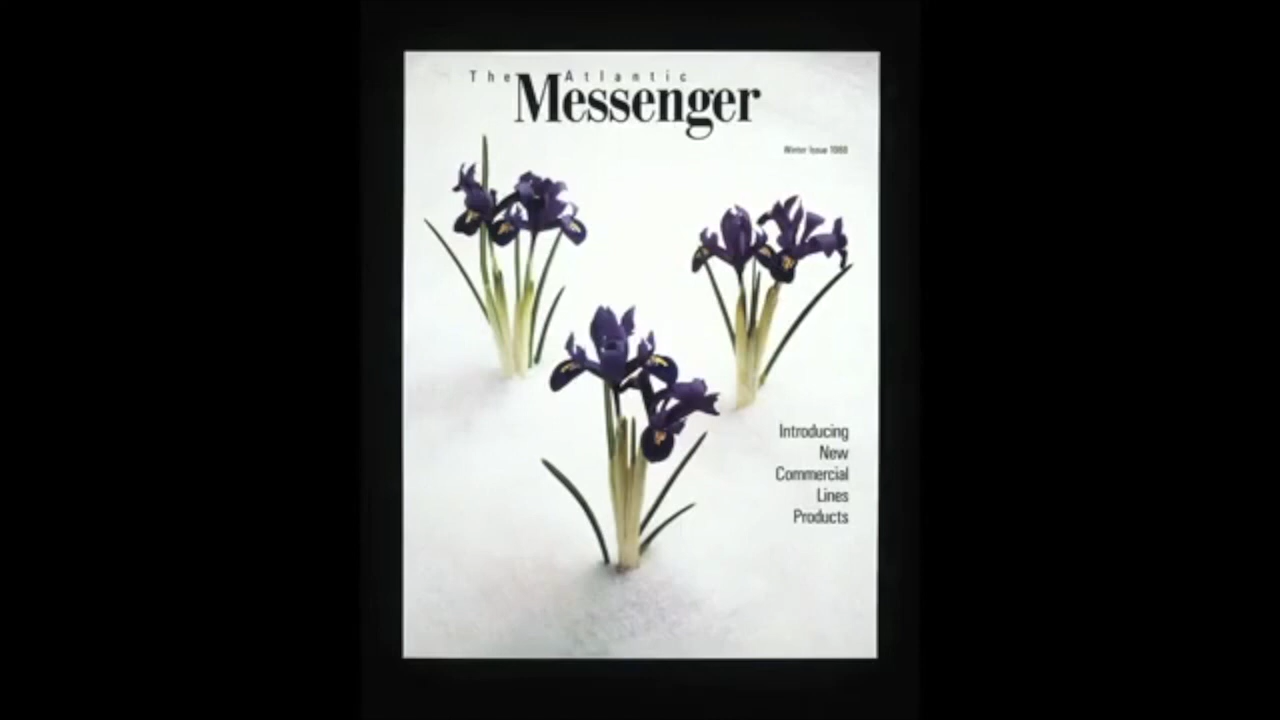 The Atlantic
Messenger
Winter Issue 1988
Introducing
New
Commercial
Lines
Products